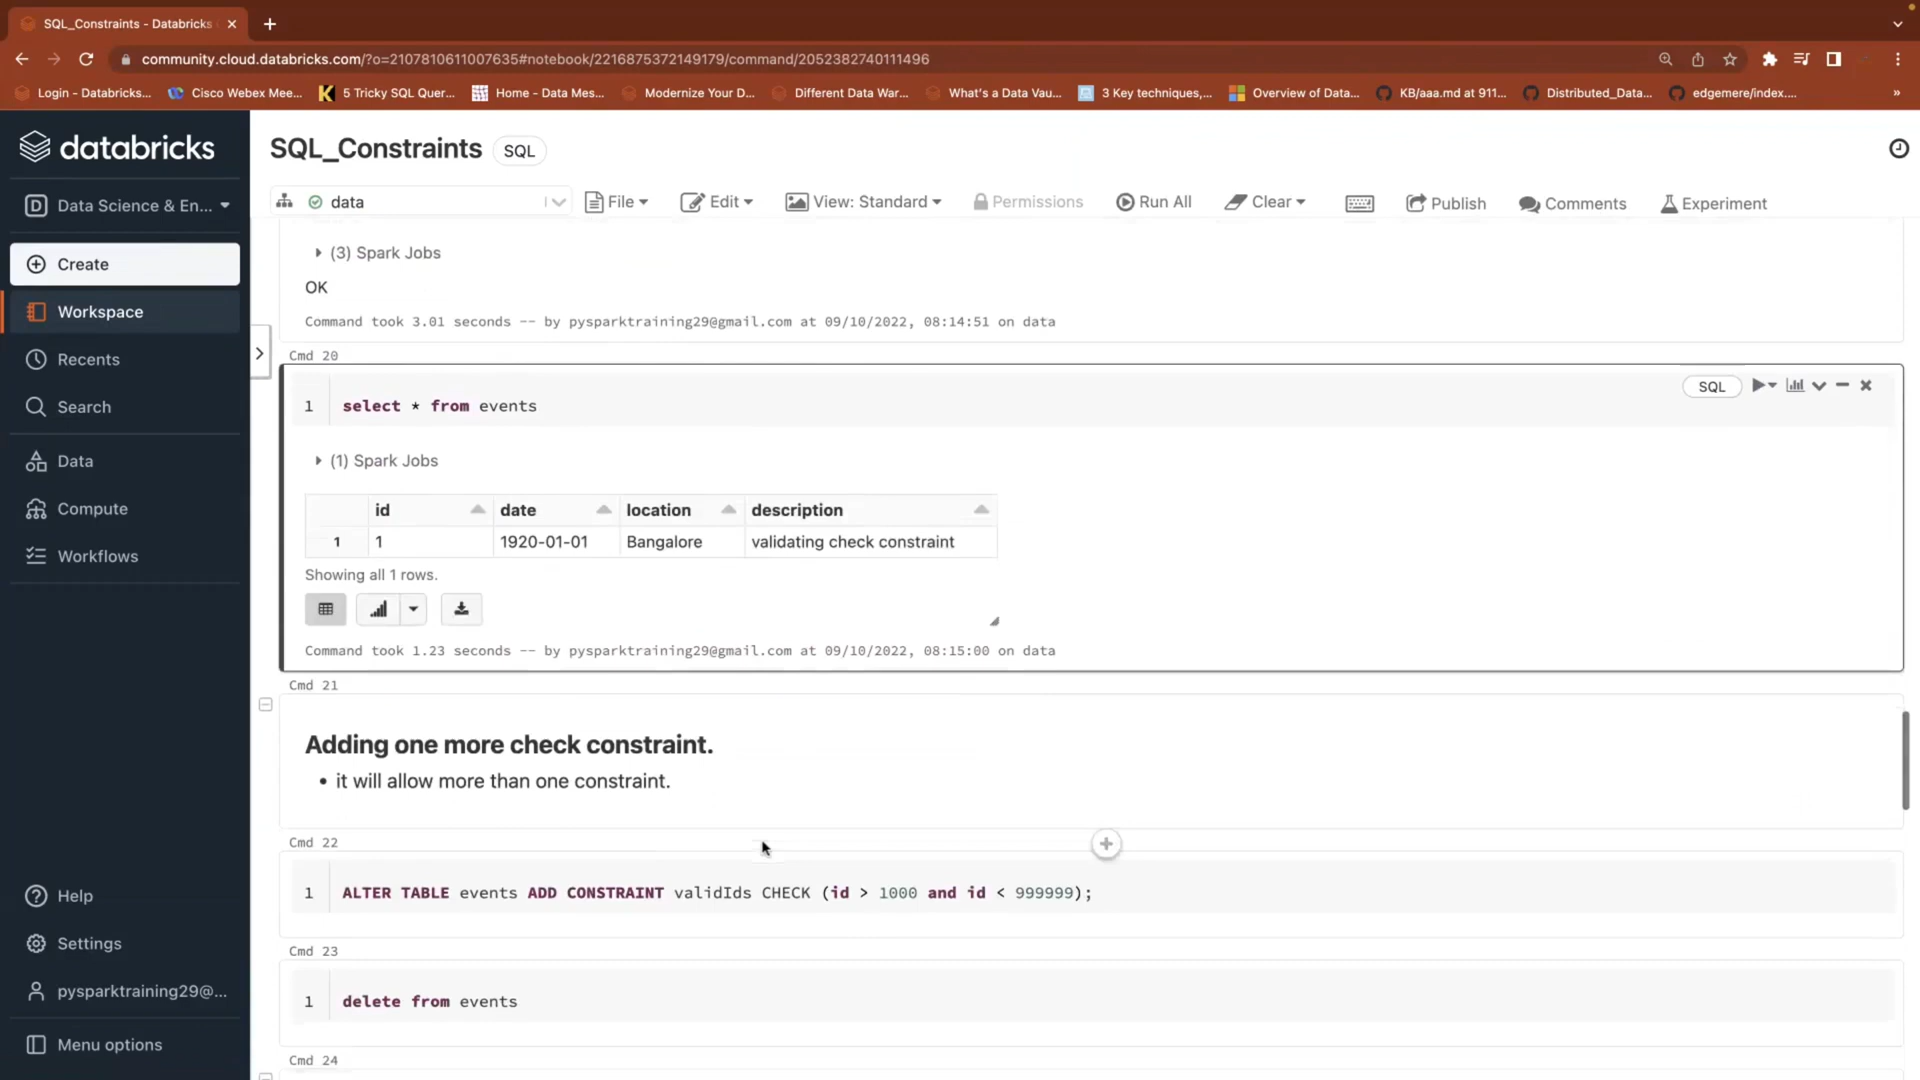 SQL_Constraints - Databricks
community.cloud.databricks.com/?o=2107810611007635#notebook/2216875372149179/command/2052382740111496
Login - Databricks... Cisco Webex Mee... 5 Tricky SQL Quer... Home - Data Mes... Modernize Your D... Different Data War... What's a Data Vau... 3 Key techniques,... Overview of Data... KB/aaa.md at 911... Distributed_Data... edgemere/index....
databricks
Data Science & En...
Create
Workspace
Recents
Search
Data
Compute
Workflows
Help
Settings
pysparktraining29@...
Menu options
SQL_Constraints SQL
data File Edit View: Standard Permissions Run All Clear Publish Comments Experiment
(3) Spark Jobs
OK
Command took 3.01 seconds -- by pysparktraining29@gmail.com at 09/10/2022, 08:14:51 on data
Cmd 20
SQL
1 select * from events
(1) Spark Jobs
id date location description
1 1 1920-01-01 Bangalore validating check constraint
Showing all 1 rows.
Command took 1.23 seconds -- by pysparktraining29@gmail.com at 09/10/2022, 08:15:00 on data
Cmd 21
Adding one more check constraint.
• it will allow more than one constraint.
Cmd 22
1 ALTER TABLE events ADD CONSTRAINT validIds CHECK (id > 1000 and id < 999999);
Cmd 23
1 delete from events
Cmd 24